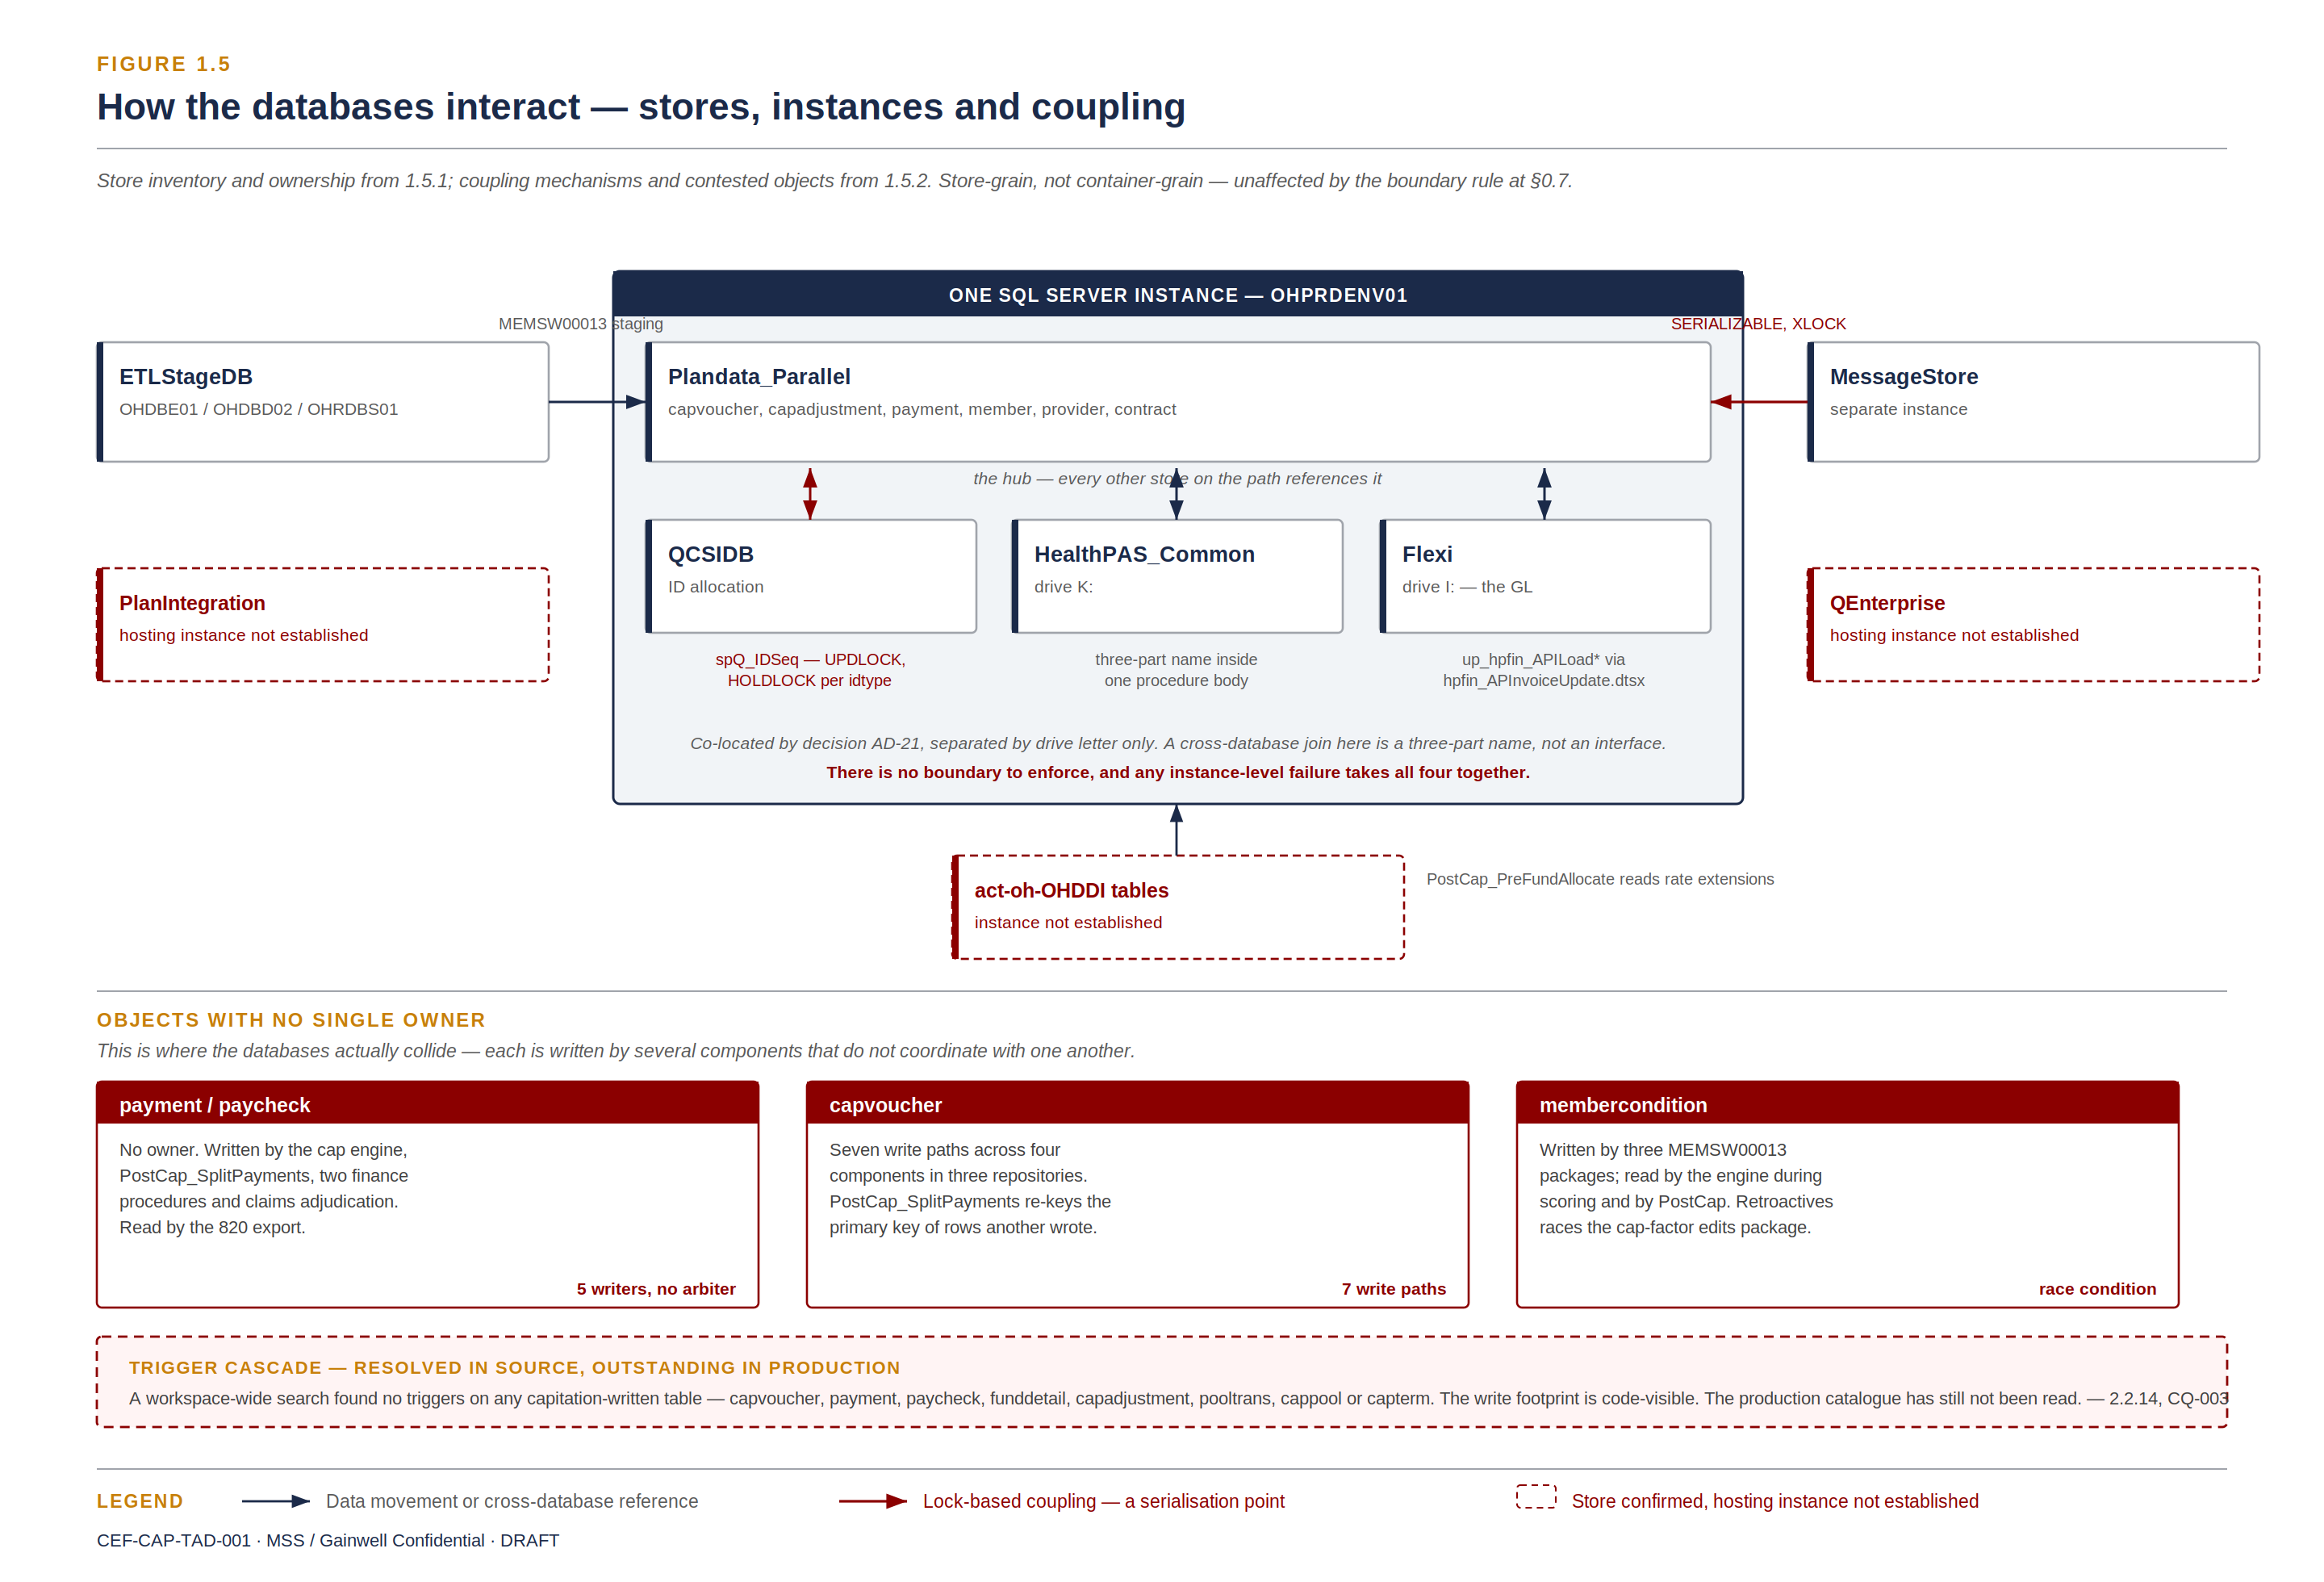 FIGURE 1.5
How the databases interact — stores, instances and coupling
Store inventory and ownership from 1.5.1; coupling mechanisms and contested objects from 1.5.2. Store-grain, not container-grain — unaffected by the boundary rule at §0.7.
ONE SQL SERVER INSTANCE — OHPRDENV01
MEMSW00013 staging
SERIALIZABLE, XLOCK
ETLStageDB
OHDBE01 / OHDBD02 / OHRDBS01
Plandata_Parallel
capvoucher, capadjustment, payment, member, provider, contract
MessageStore
separate instance
the hub — every other store on the path references it
QCSIDB
ID allocation
HealthPAS_Common
drive K:
Flexi
drive I: — the GL
PlanIntegration
hosting instance not established
QEnterprise
hosting instance not established
spQ_IDSeq — UPDLOCK,
HOLDLOCK per idtype
three-part name inside
one procedure body
up_hpfin_APILoad* via
hpfin_APInvoiceUpdate.dtsx
Co-located by decision AD-21, separated by drive letter only. A cross-database join here is a three-part name, not an interface.
There is no boundary to enforce, and any instance-level failure takes all four together.
act-oh-OHDDI tables
instance not established
PostCap_PreFundAllocate reads rate extensions
OBJECTS WITH NO SINGLE OWNER
This is where the databases actually collide — each is written by several components that do not coordinate with one another.
payment / paycheck
No owner. Written by the cap engine,
PostCap_SplitPayments, two finance
procedures and claims adjudication.
Read by the 820 export.
5 writers, no arbiter
capvoucher
Seven write paths across four
components in three repositories.
PostCap_SplitPayments re-keys the
primary key of rows another wrote.
7 write paths
membercondition
Written by three MEMSW00013
packages; read by the engine during
scoring and by PostCap. Retroactives
races the cap-factor edits package.
race condition
TRIGGER CASCADE — RESOLVED IN SOURCE, OUTSTANDING IN PRODUCTION
A workspace-wide search found no triggers on any capitation-written table — capvoucher, payment, paycheck, funddetail, capadjustment, pooltrans, cappool or capterm. The write footprint is code-visible. The production catalogue has still not been read. — 2.2.14, CQ-003
LEGEND
Data movement or cross-database reference
Lock-based coupling — a serialisation point
Store confirmed, hosting instance not established
CEF-CAP-TAD-001 · MSS / Gainwell Confidential · DRAFT